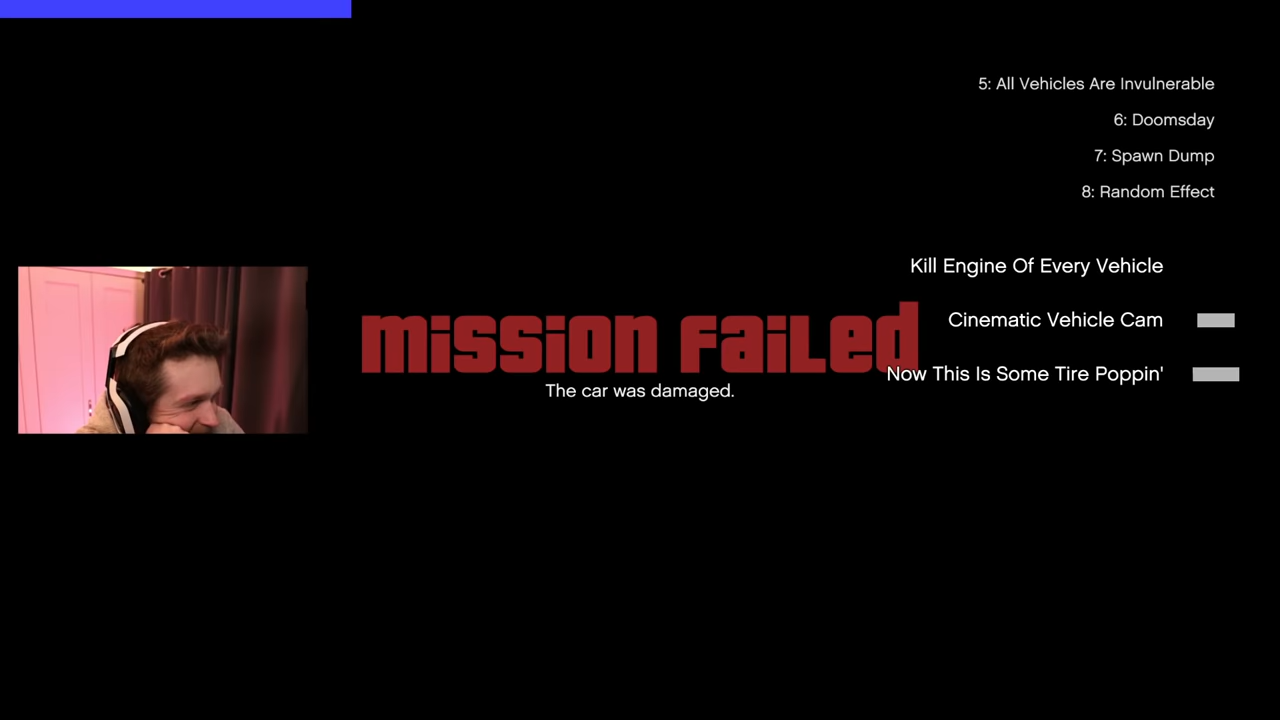 5: All Vehicles Are Invulnerable
6: Doomsday
7: Spawn Dump
8: Random Effect
Kill Engine Of Every Vehicle
Cinematic Vehicle Cam
mission failed
Now This Is Some Tire Poppin'
The car was damaged.